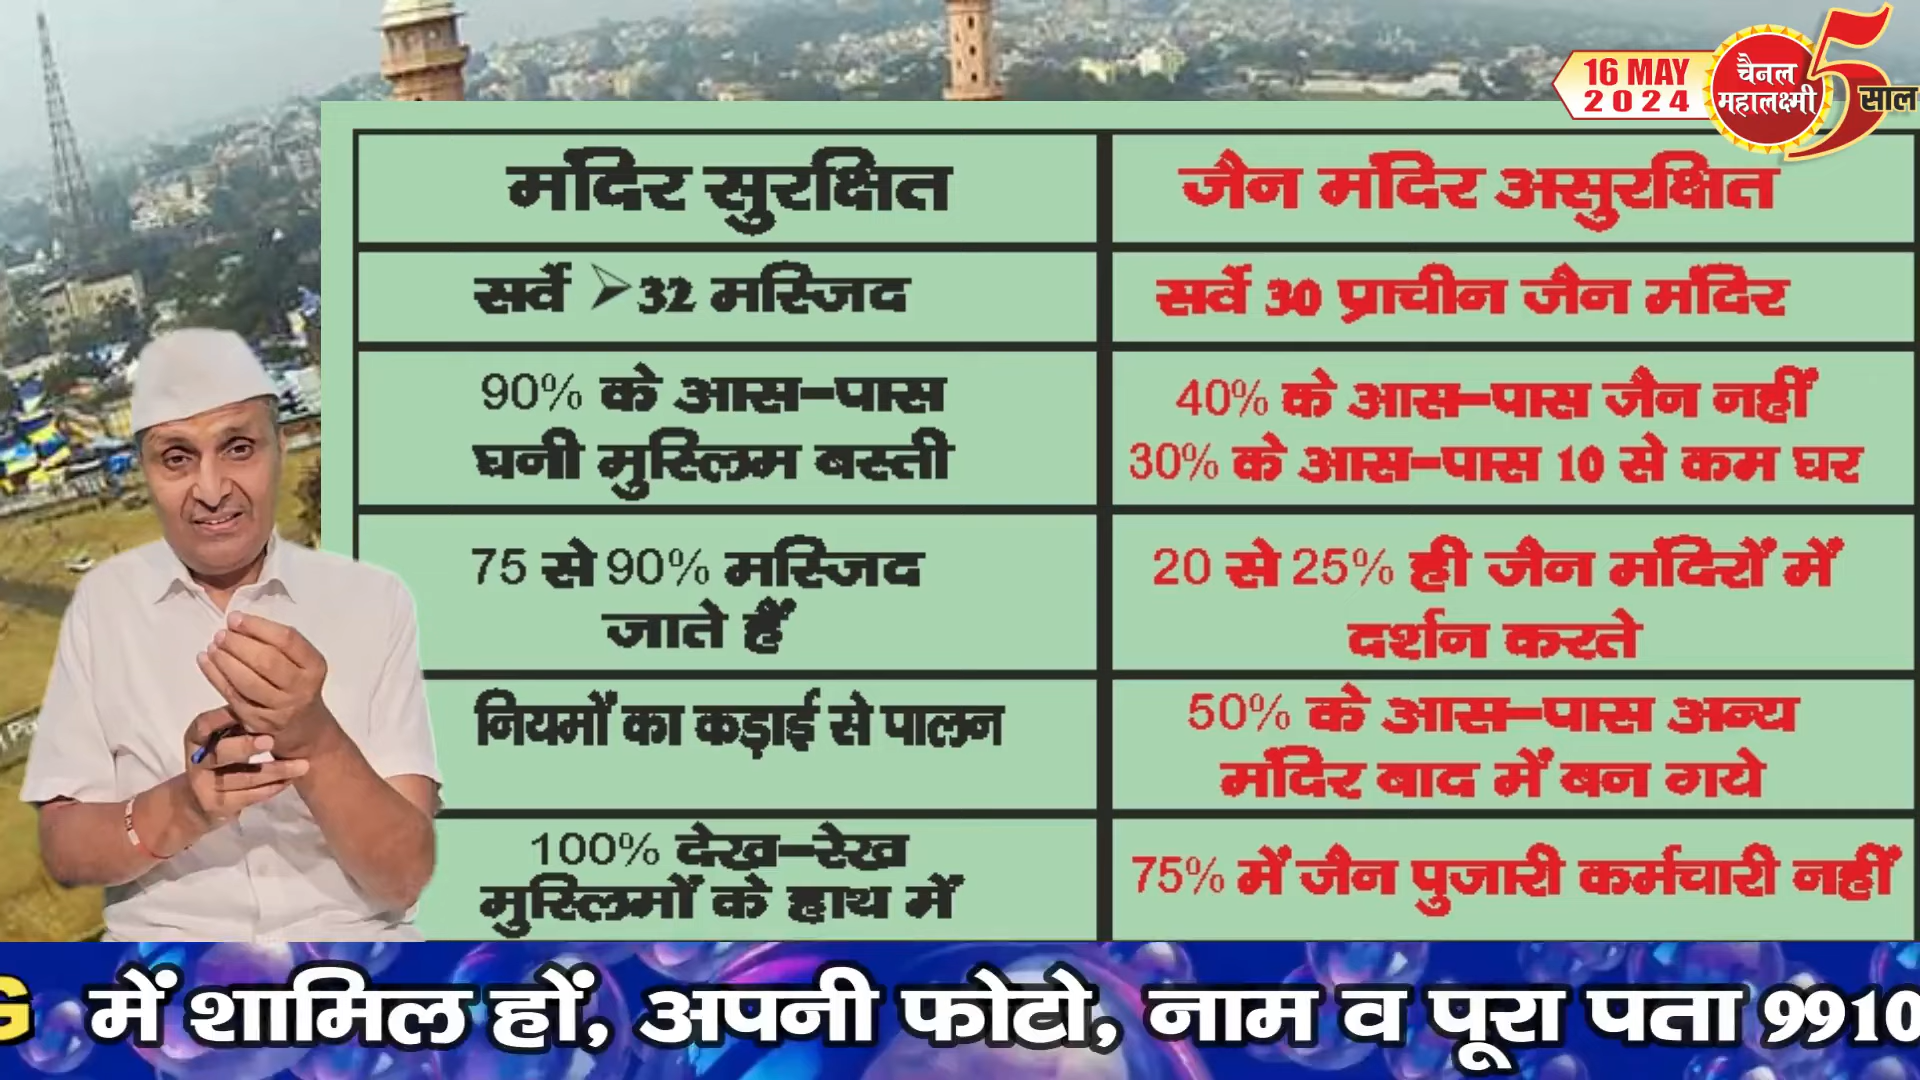 16 MAY
2024
चैनल
महालक्ष्मी
5
साल
मंदिर सुरक्षित
जैन मंदिर असुरक्षित
सर्वे ➢32 मस्जिद
सर्वे 30 प्राचीन जैन मंदिर
90% के आस-पास
घनी मुस्लिम बस्ती
40% के आस-पास जैन नहीं
30% के आस-पास 10 से कम घर
75 से 90% मस्जिद
जाते हैं
20 से 25% ही जैन मंदिरों में
दर्शन करते
नियमों का कड़ाई से पालन
50% के आस-पास अन्य
मंदिर बाद में बन गये
100% देख-रेख
मुस्लिमों के हाथ में
75% में जैन पुजारी कर्मचारी नहीं
G में शामिल हों, अपनी फोटो, नाम व पूरा पता 9910